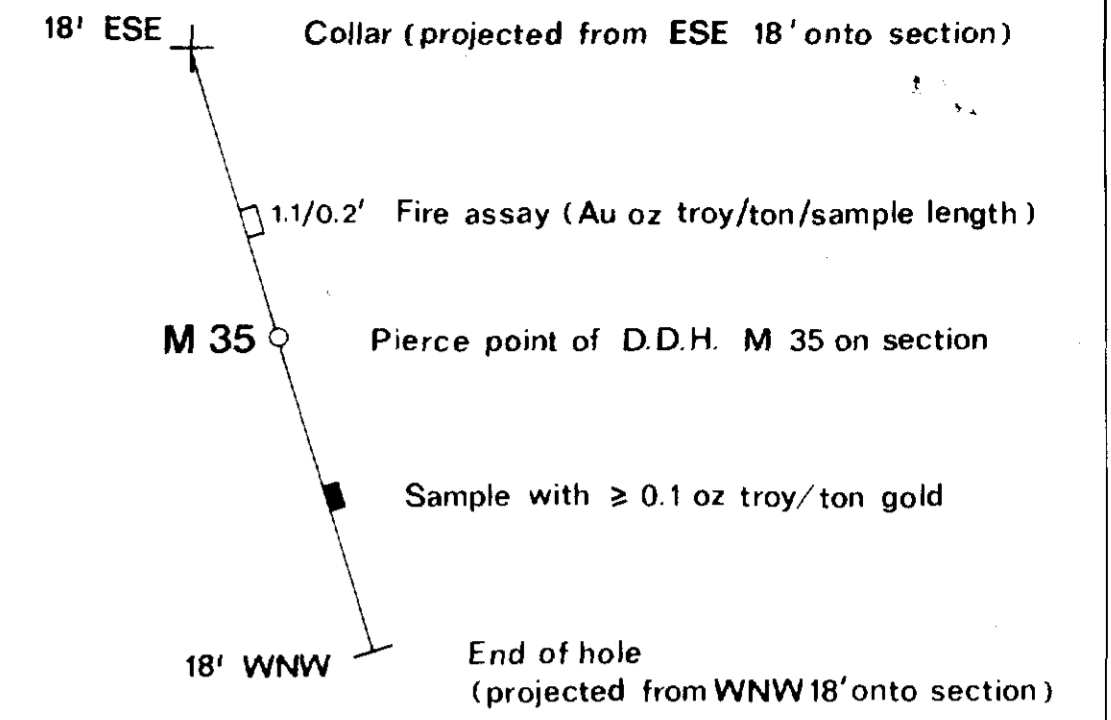 18' ESE Collar (projected from ESE 18' onto section)
1.1/0.2' Fire assay (Au oz troy/ton/sample length)
M 35 Pierce point of D.D.H. M 35 on section
Sample with ≥ 0.1 oz troy/ton gold
18' WNW End of hole
(projected from WNW 18' onto section)